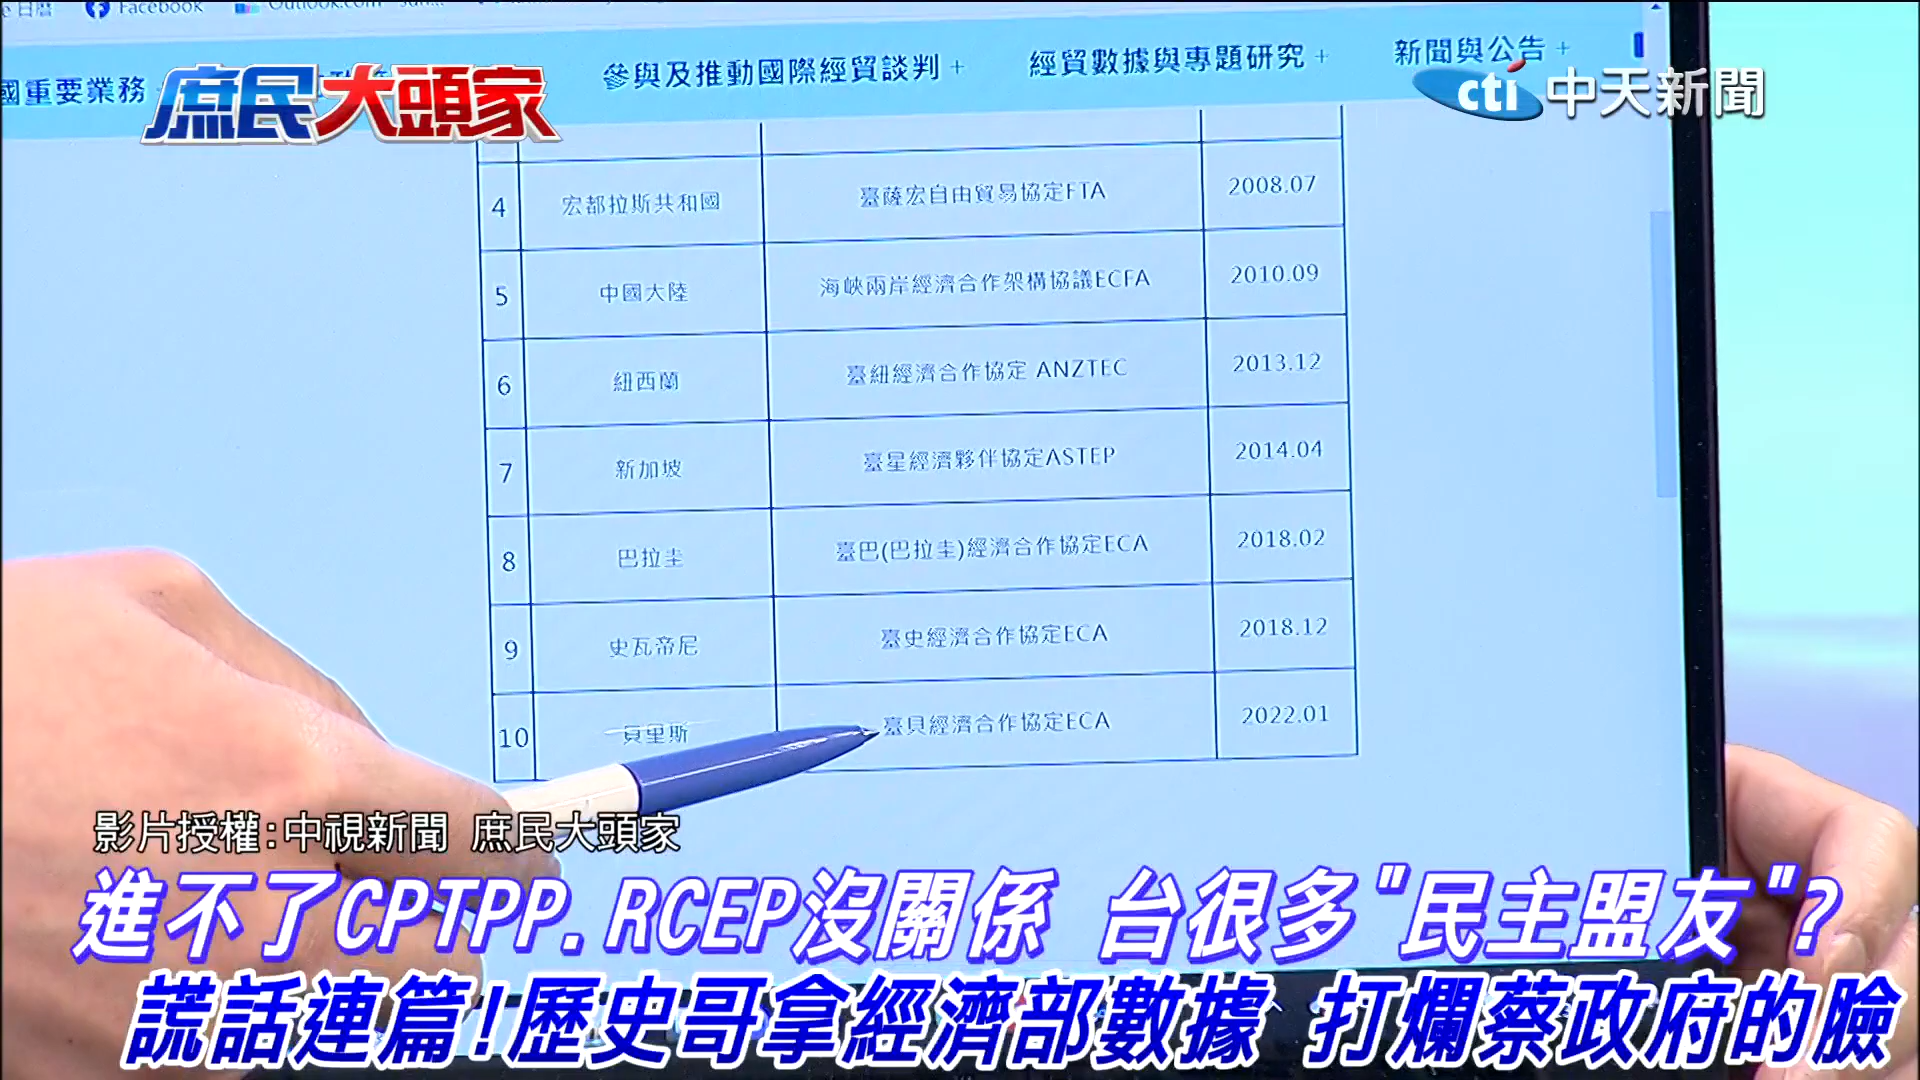 日曆 Facebook Outlook.com
國重要業務 參與及推動國際經貿談判 + 經貿數據與專題研究 + 新聞與公告 +
庶民大頭家
cti 中天新聞
4 宏都拉斯共和國 臺薩宏自由貿易協定FTA 2008.07
5 中國大陸 海峽兩岸經濟合作架構協議ECFA 2010.09
6 紐西蘭 臺紐經濟合作協定 ANZTEC 2013.12
7 新加坡 臺星經濟夥伴協定ASTEP 2014.04
8 巴拉圭 臺巴(巴拉圭)經濟合作協定ECA 2018.02
9 史瓦帝尼 臺史經濟合作協定ECA 2018.12
10 貝里斯 臺貝經濟合作協定ECA 2022.01
影片授權:中視新聞 庶民大頭家
進不了CPTPP.RCEP沒關係 台很多"民主盟友"?
謊話連篇!歷史哥拿經濟部數據 打爛蔡政府的臉